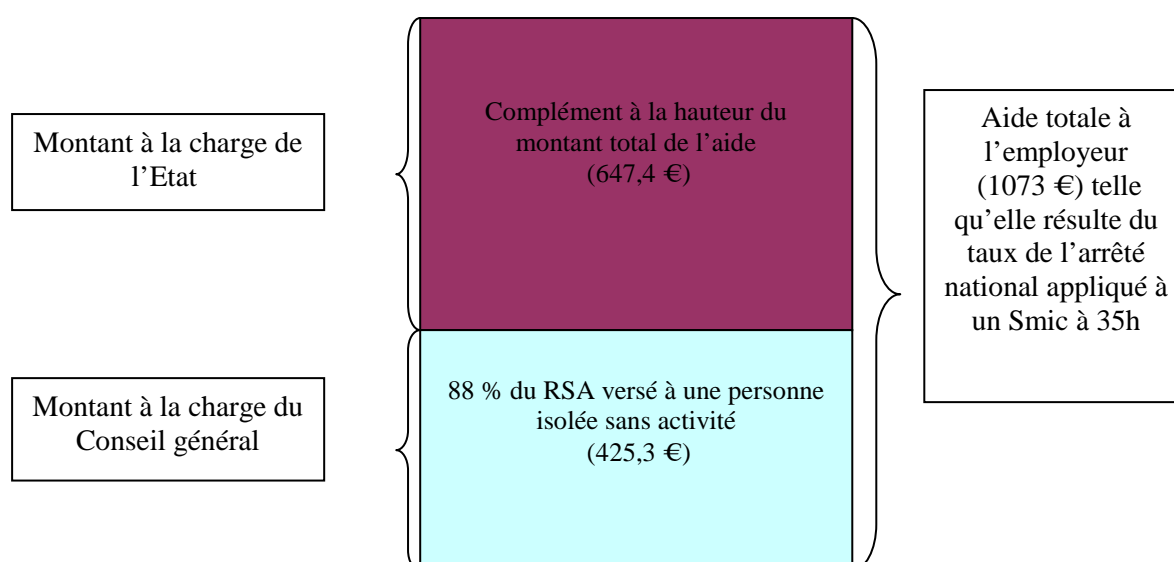 Montant à la charge de
l’Etat
Complément à la hauteur du
montant total de l’aide
(647,4 €)
Aide totale à
l’employeur
(1073 €) telle
qu’elle résulte du
taux de l’arrêté
national appliqué à
un Smic à 35h
Montant à la charge du
Conseil général
88 % du RSA versé à une personne
isolée sans activité
(425,3 €)